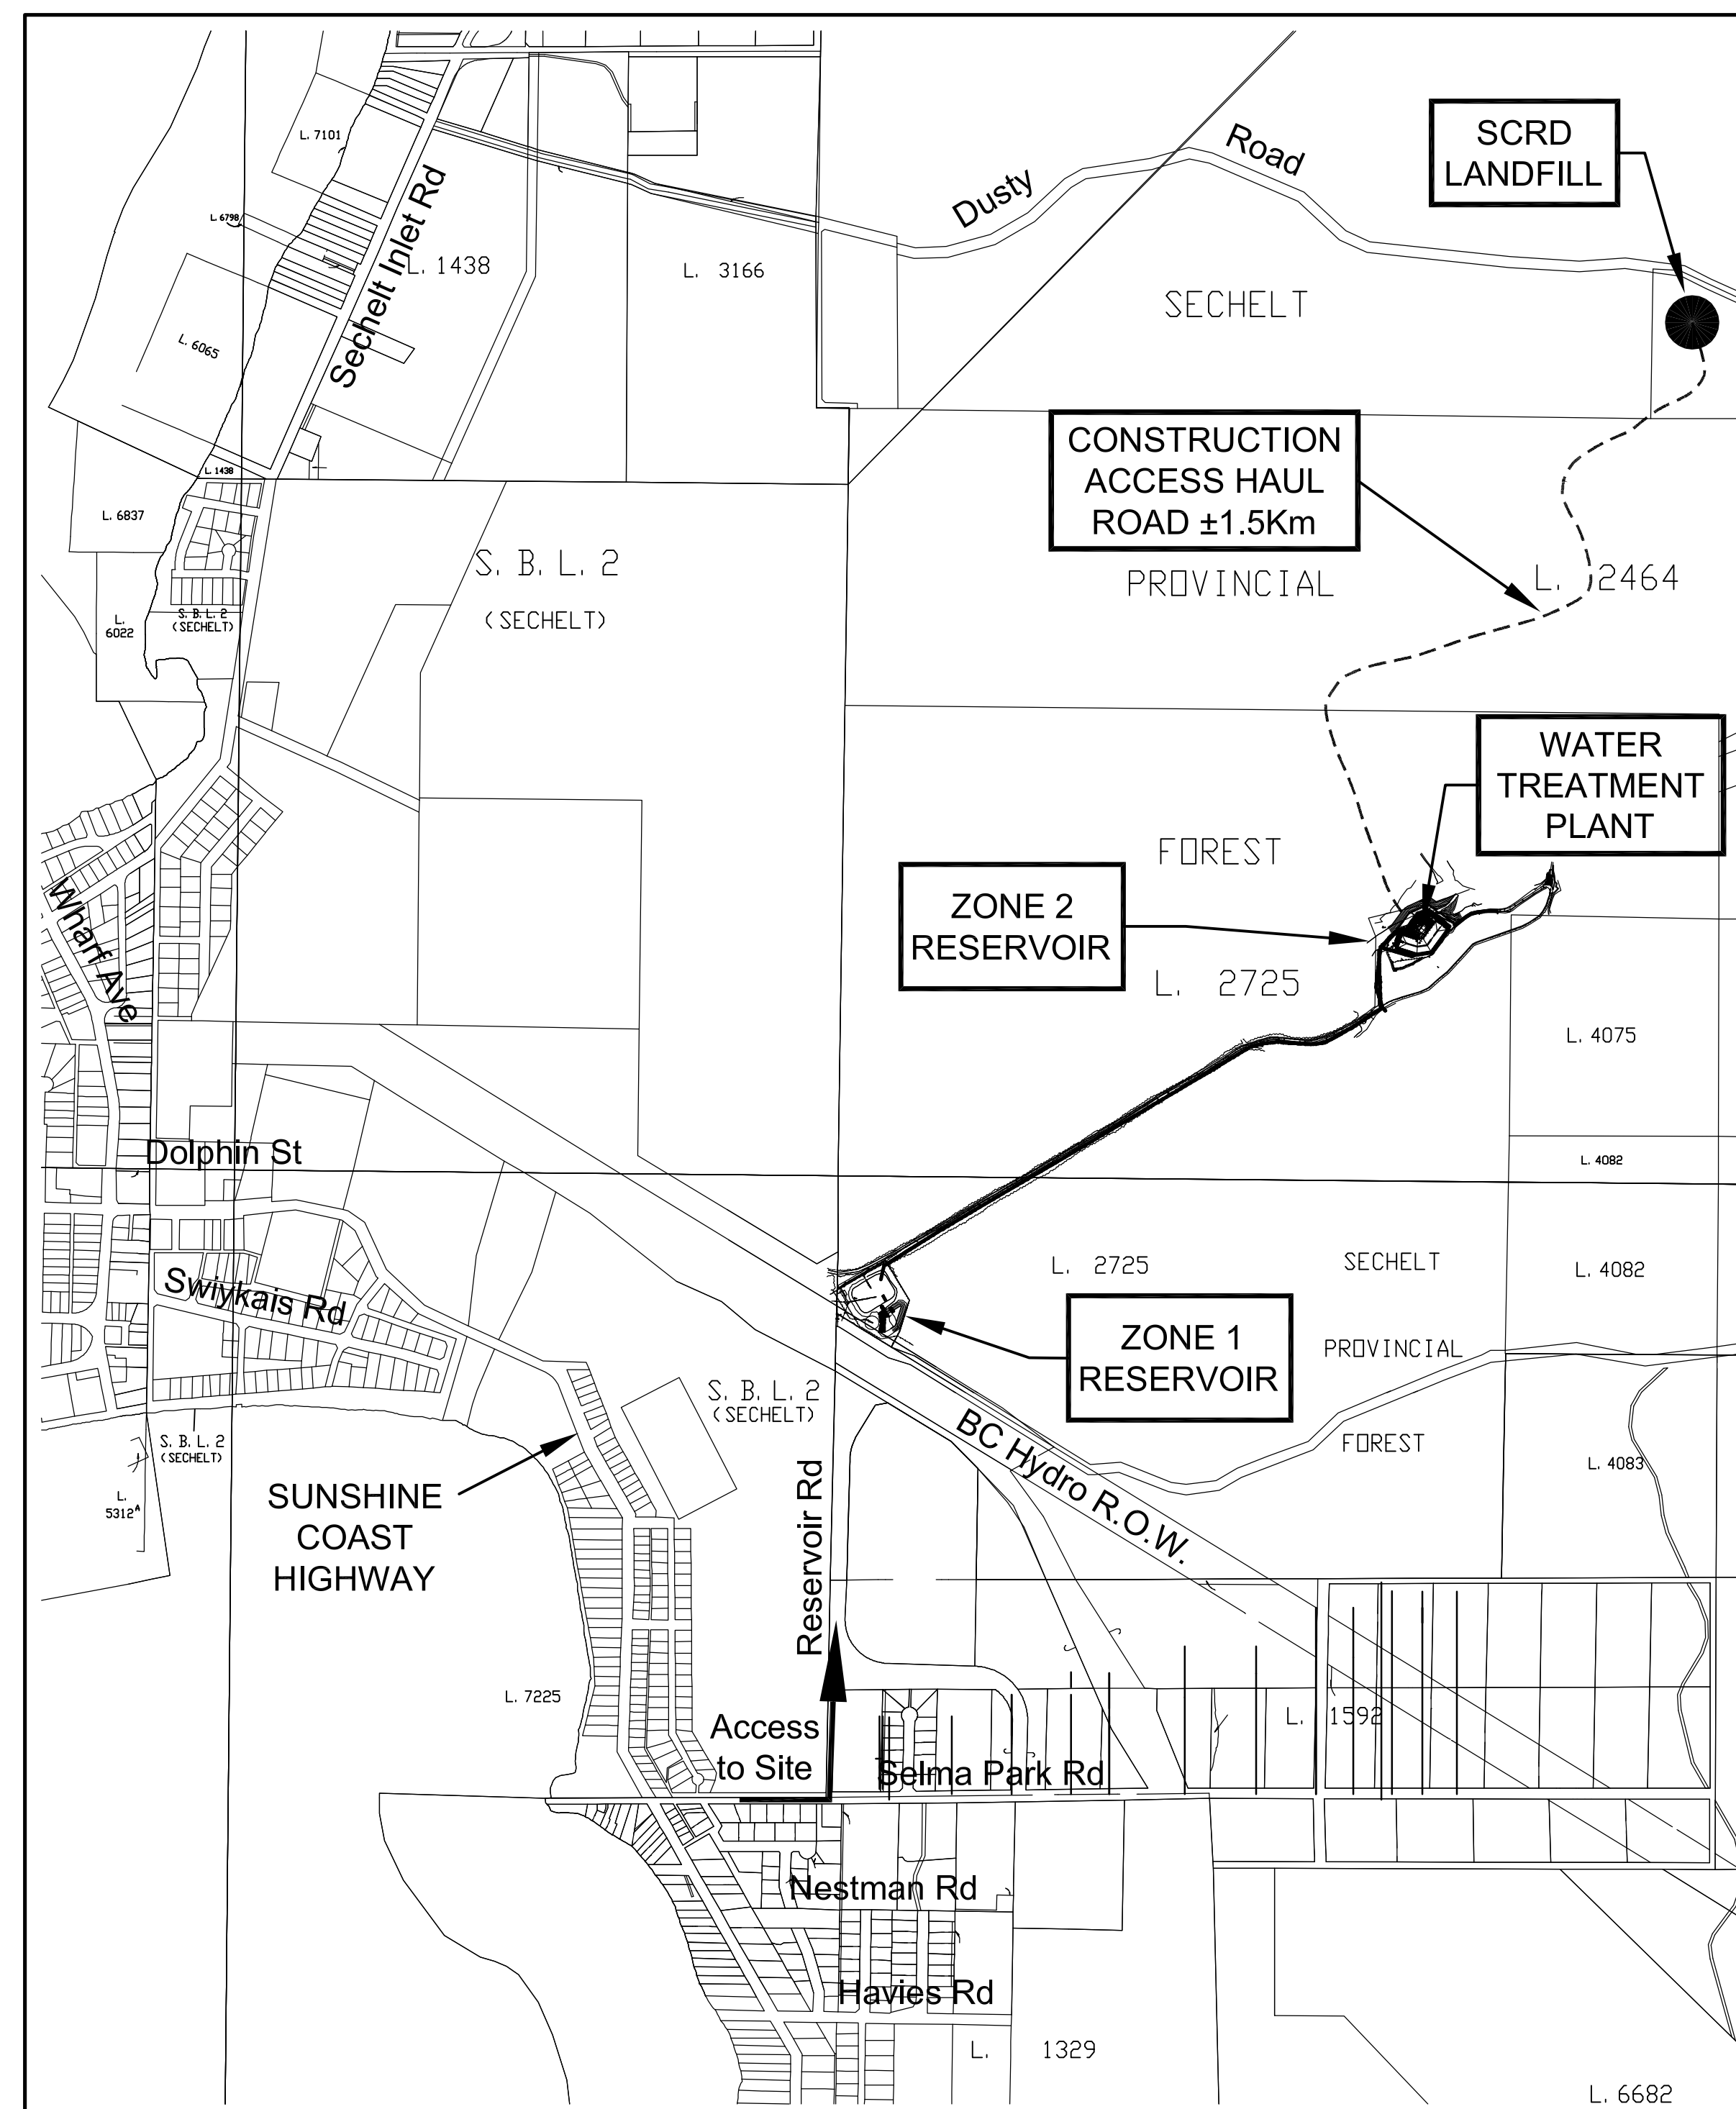 L. 7101
Dusty
Road
SCRD
LANDFILL
L. 6798
Sechelt Inlet Rd
L. 1438
L. 3166
SECHELT
L. 6065
CONSTRUCTION
ACCESS HAUL
ROAD ±1.5Km
L. 1438
L. 6837
S. B. L. 2
(SECHELT)
PROVINCIAL
L. 2464
L.
6022
S. B. L. 2
(SECHELT)
WATER
TREATMENT
PLANT
FOREST
ZONE 2
RESERVOIR
Wharf Ave
L. 2725
L. 4075
Dolphin St
L. 4082
L. 2725
SECHELT
L. 4082
Swiykais Rd
ZONE 1
RESERVOIR
PROVINCIAL
S. B. L. 2
(SECHELT)
BC Hydro R.O.W.
FOREST
S. B. L. 2
(SECHELT)
L. 4083
L.
5312A
SUNSHINE
COAST
HIGHWAY
Reservoir Rd
L. 7225
L. 1592
Access
to Site
Selma Park Rd
Nestman Rd
Havies Rd
L. 1329
L. 6682